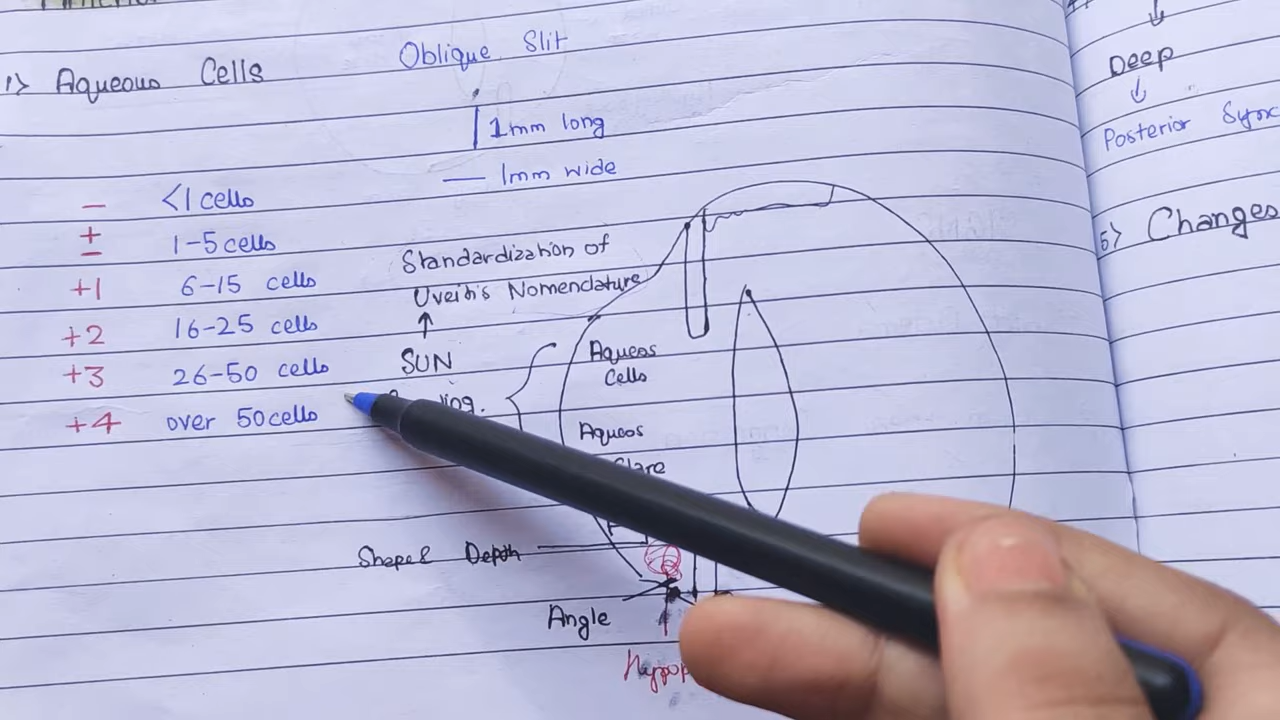 1) Aqueous Cells
Oblique Slit
1mm long
1mm wide
- <1 cells
± 1-5 cells
+1 6-15 cells
+2 16-25 cells
+3 26-50 cells
+4 over 50 cells
Standardization of
Uveitis Nomenclature
SUN
Aqueos
Cells
Aqueos
Shape & Depth
Angle
Deep
Posterior
5) Changes